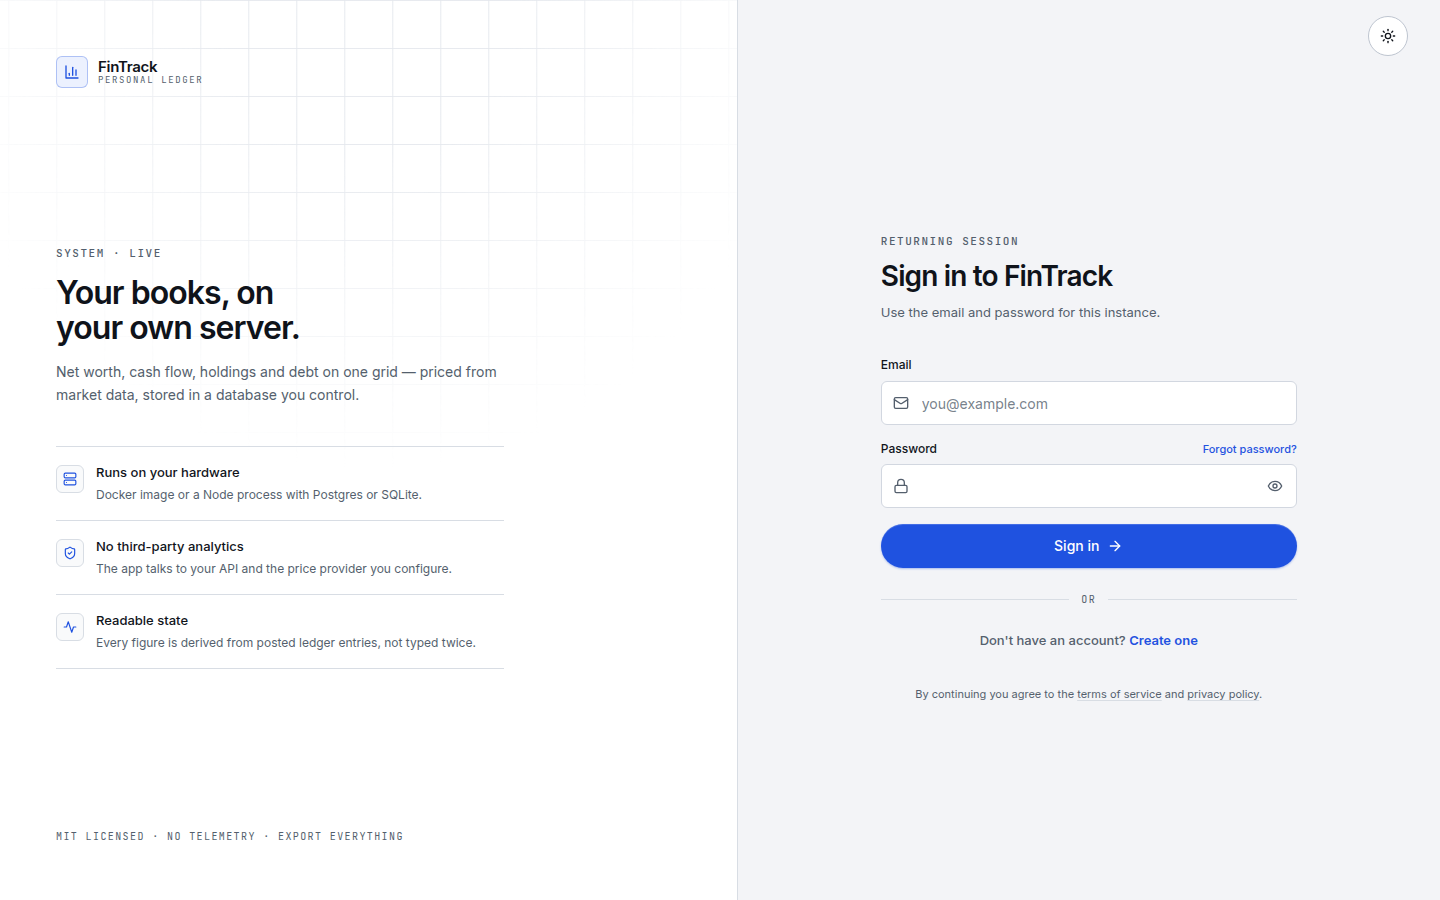 FinTrack
PERSONAL LEDGER
SYSTEM · LIVE
Your books, on
your own server.
Net worth, cash flow, holdings and debt on one grid — priced from
market data, stored in a database you control.
Runs on your hardware
Docker image or a Node process with Postgres or SQLite.
No third-party analytics
The app talks to your API and the price provider you configure.
Readable state
Every figure is derived from posted ledger entries, not typed twice.
MIT LICENSED · NO TELEMETRY · EXPORT EVERYTHING
RETURNING SESSION
Sign in to FinTrack
Use the email and password for this instance.
Email
you@example.com
Password Forgot password?
Sign in
OR
Don't have an account? Create one
By continuing you agree to the terms of service and privacy policy.